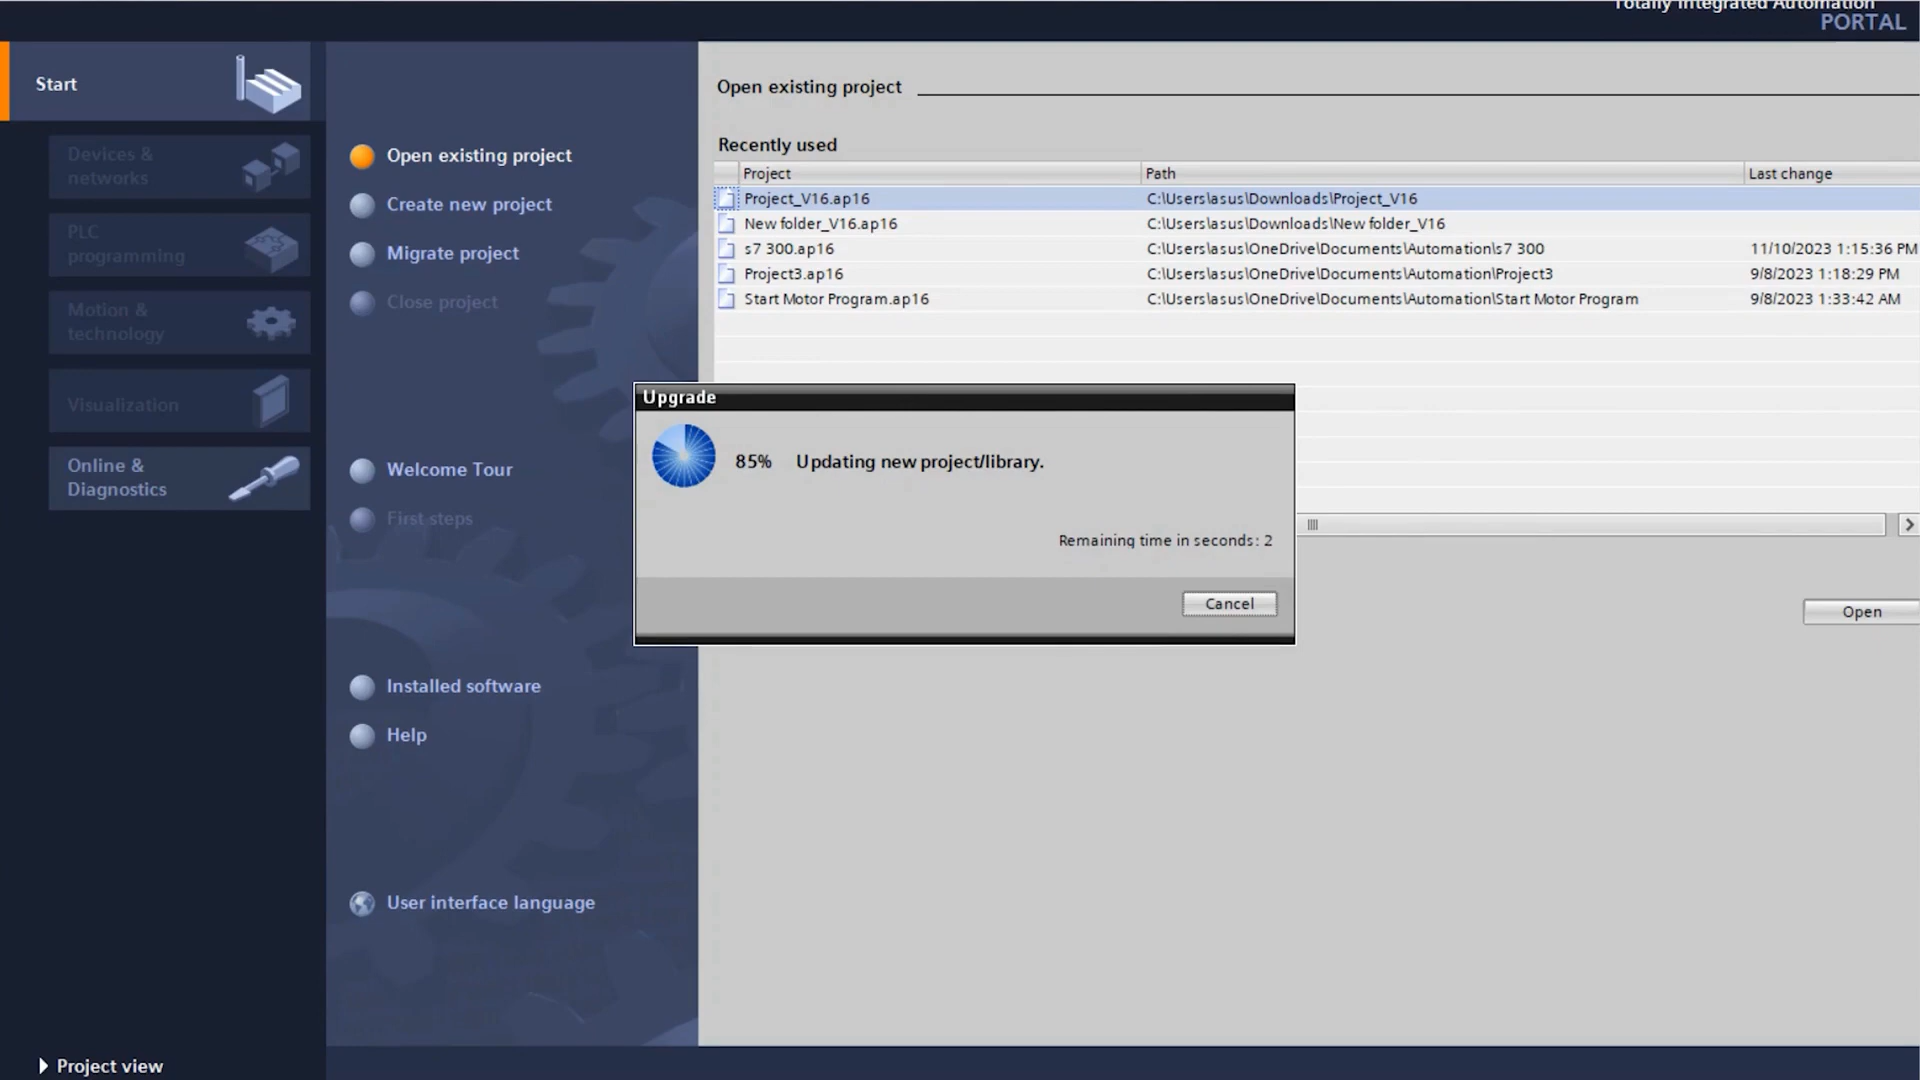 Totally Integrated Automation
PORTAL
Start
Devices &
networks
PLC
programming
Motion &
technology
Visualization
Online &
Diagnostics
Open existing project
Create new project
Migrate project
Close project
Welcome Tour
First steps
Installed software
Help
User interface language
Open existing project
Recently used
Project Path Last change
Project_V16.ap16 C:\Users\asus\Downloads\Project_V16
New folder_V16.ap16 C:\Users\asus\Downloads\New folder_V16
s7 300.ap16 C:\Users\asus\OneDrive\Documents\Automation\s7 300 11/10/2023 1:15:36 PM
Project3.ap16 C:\Users\asus\OneDrive\Documents\Automation\Project3 9/8/2023 1:18:29 PM
Start Motor Program.ap16 C:\Users\asus\OneDrive\Documents\Automation\Start Motor Program 9/8/2023 1:33:42 AM
Upgrade
85% Updating new project/library.
Remaining time in seconds: 2
Cancel
Open
Project view